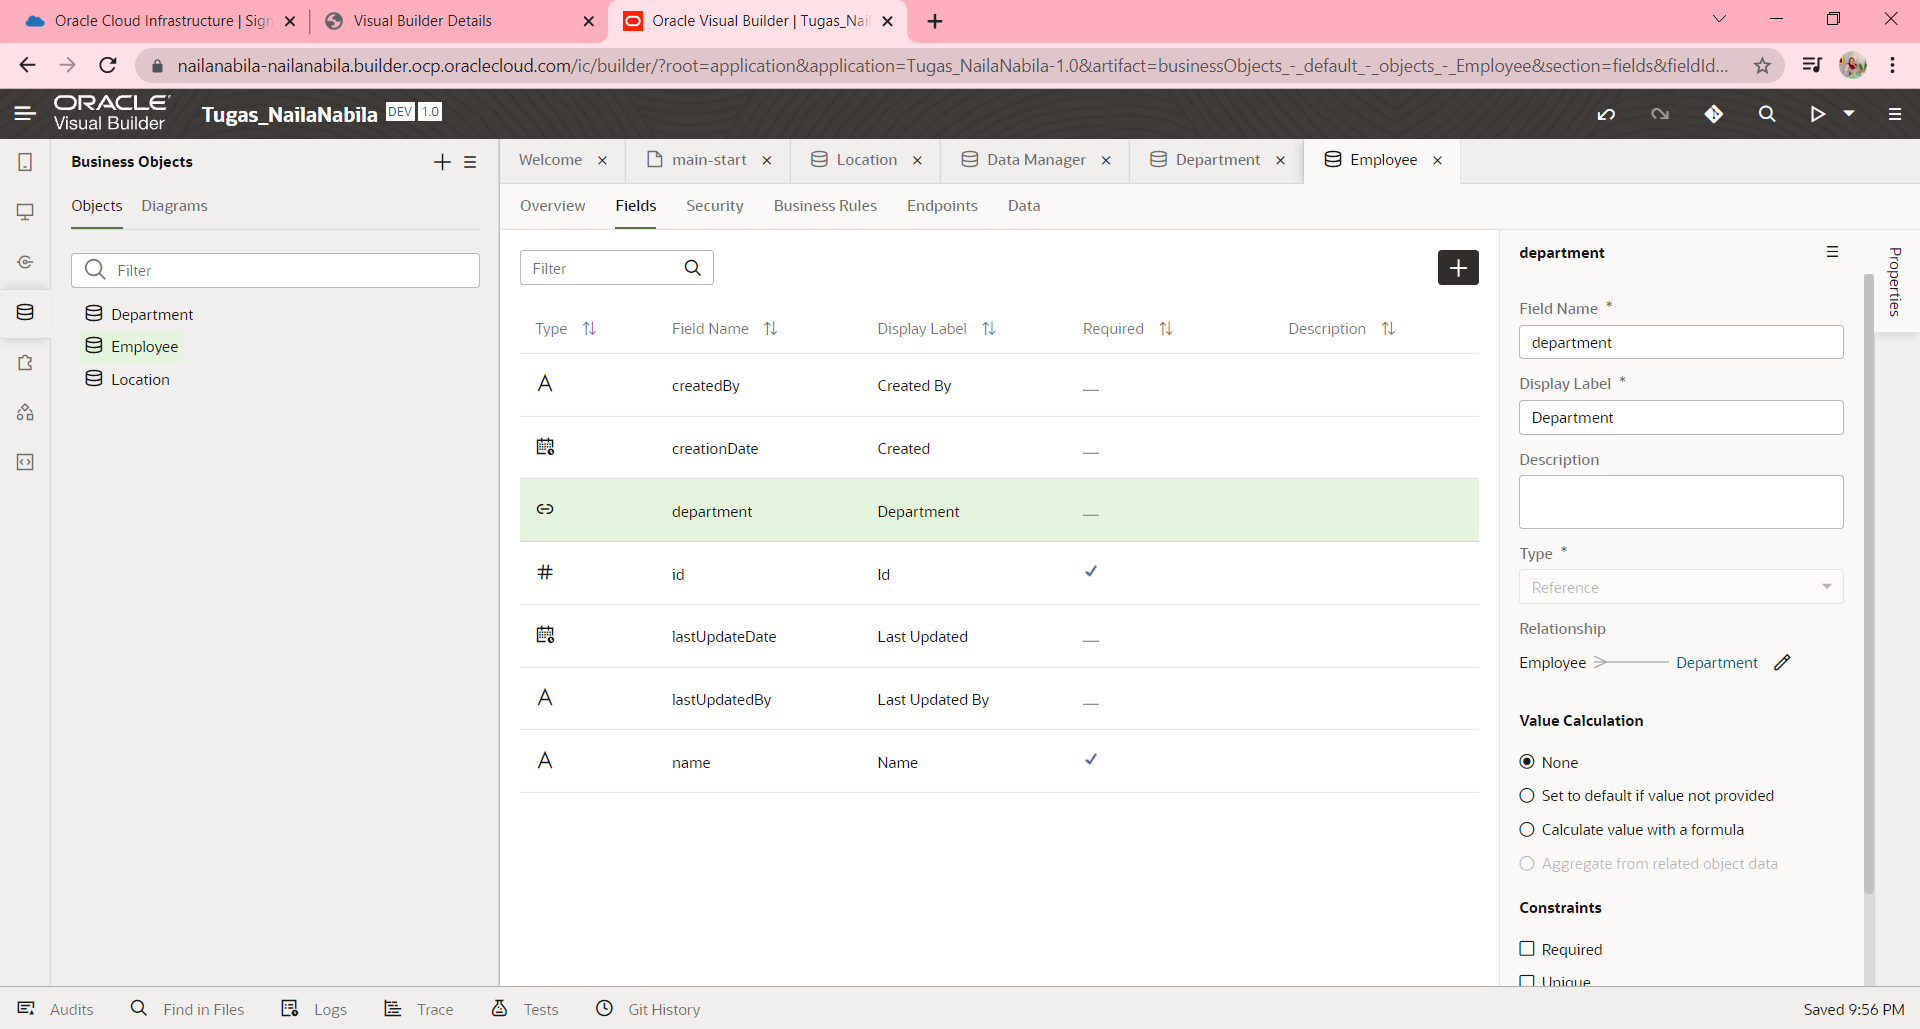 Oracle Cloud Infrastructure | Sign
Visual Builder Details
Oracle Visual Builder | Tugas_Nail
nailanabila-nailanabila.builder.ocp.oraclecloud.com/ic/builder/?root=application&application=Tugas_NailaNabila-1.0&artifact=businessObjects_-_default_-_objects_-_Employee&section=fields&fieldId...
ORACLE
Visual Builder
Tugas_NailaNabila DEV 1.0
Business Objects
Objects Diagrams
Filter
Department
Employee
Location
Welcome main-start Location Data Manager Department Employee
Overview Fields Security Business Rules Endpoints Data
Filter
Type Field Name Display Label Required Description
createdBy Created By
creationDate Created
department Department
id Id
lastUpdateDate Last Updated
lastUpdatedBy Last Updated By
name Name
department
Properties
Field Name *
department
Display Label *
Department
Description
Type *
Reference
Relationship
Employee Department
Value Calculation
None
Set to default if value not provided
Calculate value with a formula
Aggregate from related object data
Constraints
Required
Unique
Audits Find in Files Logs Trace Tests Git History
Saved 9:56 PM